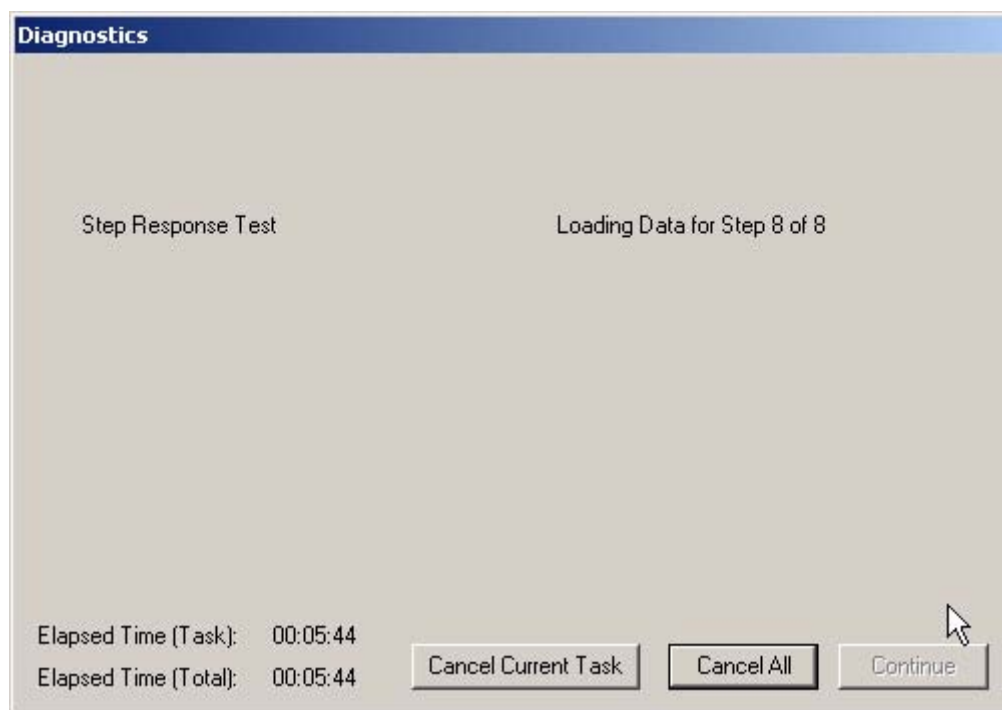 Diagnostics
Step Response Test Loading Data for Step 8 of 8
Elapsed Time (Task): 00:05:44
Elapsed Time (Total): 00:05:44
Cancel Current Task Cancel All Continue